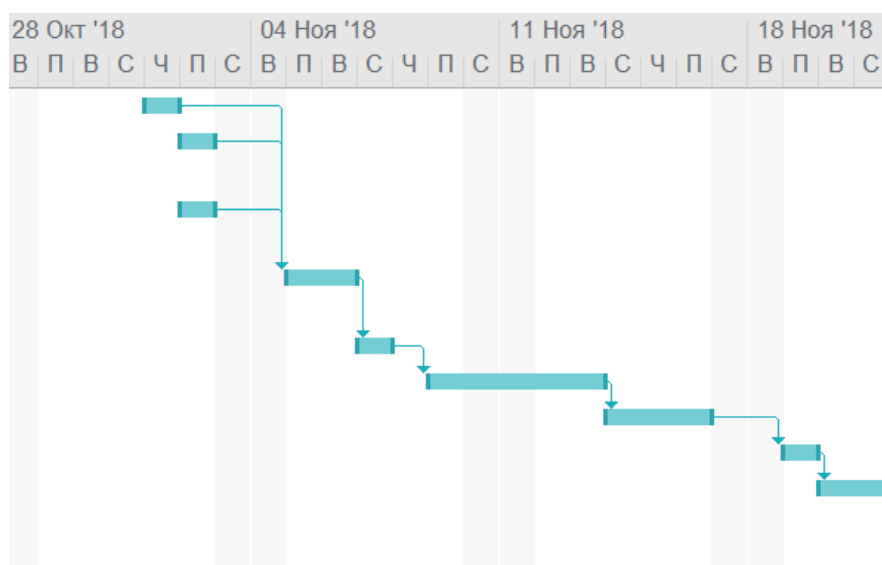 28 Окт '18 04 Ноя '18 11 Ноя '18 18 Ноя '18
В П В С Ч П С В П В С Ч П С В П В С Ч П С В П В С